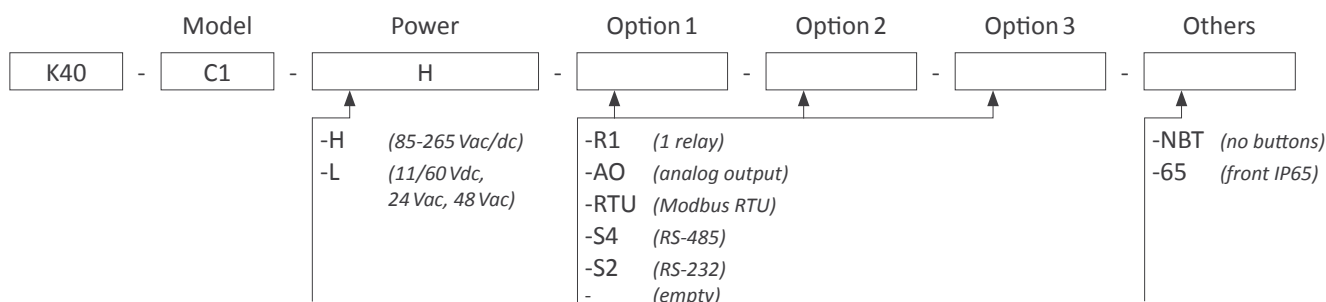 Model Power Option 1 Option 2 Option 3 Others
K40 - C1 - H - - - -
-H (85-265 Vac/dc) -R1 (1 relay) -NBT (no buttons)
-L (11/60 Vdc, -AO (analog output) -65 (front IP65)
24 Vac, 48 Vac) -RTU (Modbus RTU)
-S4 (RS-485)
-S2 (RS-232)
- (empty)